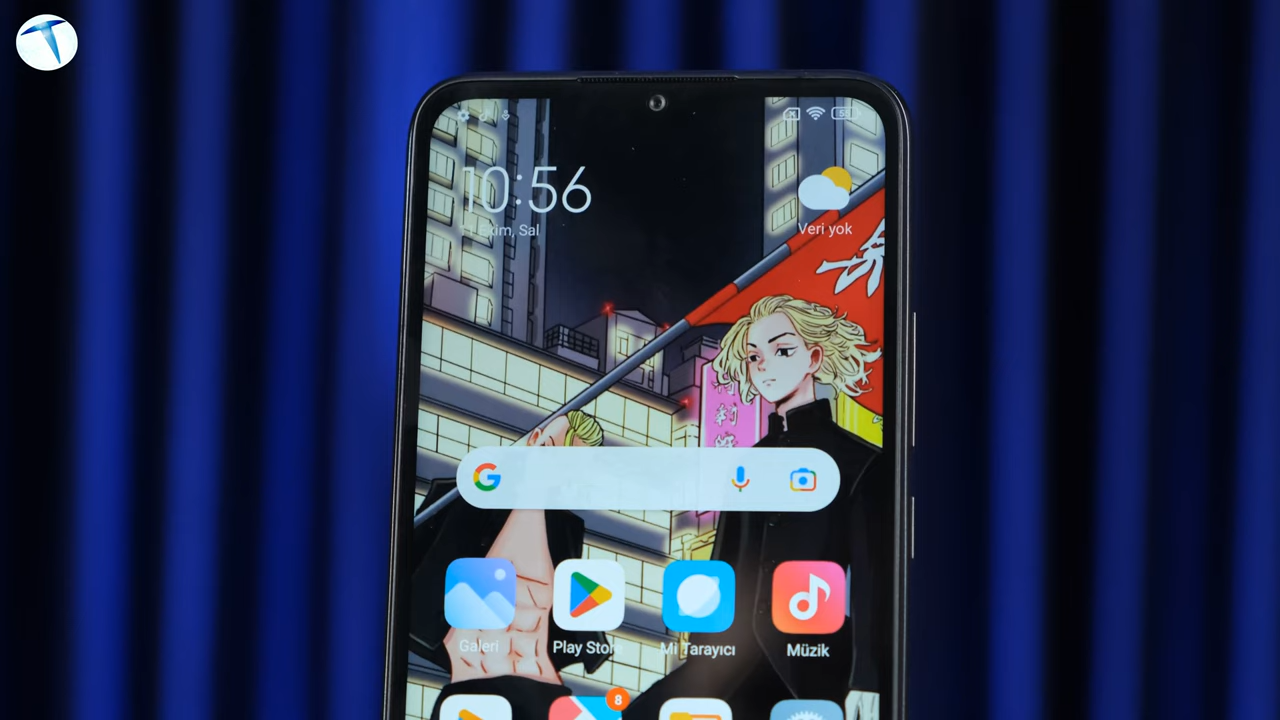 10:56
Ekim, Sal
Veri yok
Galeri
Play Store
Mi Tarayıcı
Müzik
8